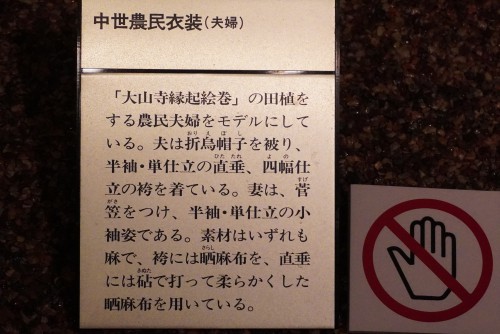 中世農民衣装(夫婦)
「大山寺縁起絵巻」の田植を
する農民夫婦をモデルにして
いる。夫は折烏帽子を被り、
半袖・単仕立の直垂、四幅仕
立の袴を着ている。妻は、菅
笠をつけ、半袖・単仕立の小
袖姿である。素材はいずれも
麻で、袴には晒麻布を、直垂
には砧で打って柔らかくした
晒麻布を用いている。